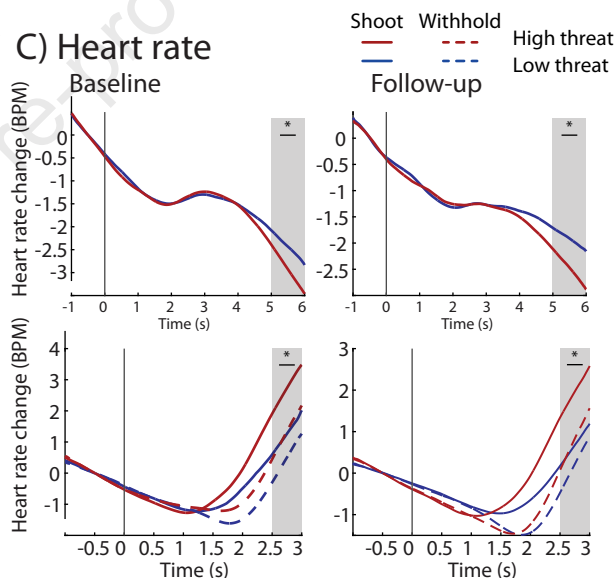 Shoot Withhold
High threat
Low threat
C) Heart rate
Baseline
Follow-up
re-pro
Heart rate change (BPM)
0
-0.5
-1
-1.5
-2
-2.5
-3
*
-1 0 1 2 3 4 5 6
Time (s)
0
-0.5
-1
-1.5
-2
-2.5
*
-1 0 1 2 3 4 5 6
Time (s)
Heart rate change (BPM)
4
3
2
1
0
-1
*
-0.5 0 0.5 1 1.5 2 2.5 3
Time (s)
3
2
1
0
-1
*
-0.5 0 0.5 1 1.5 2 2.5 3
Time (s)